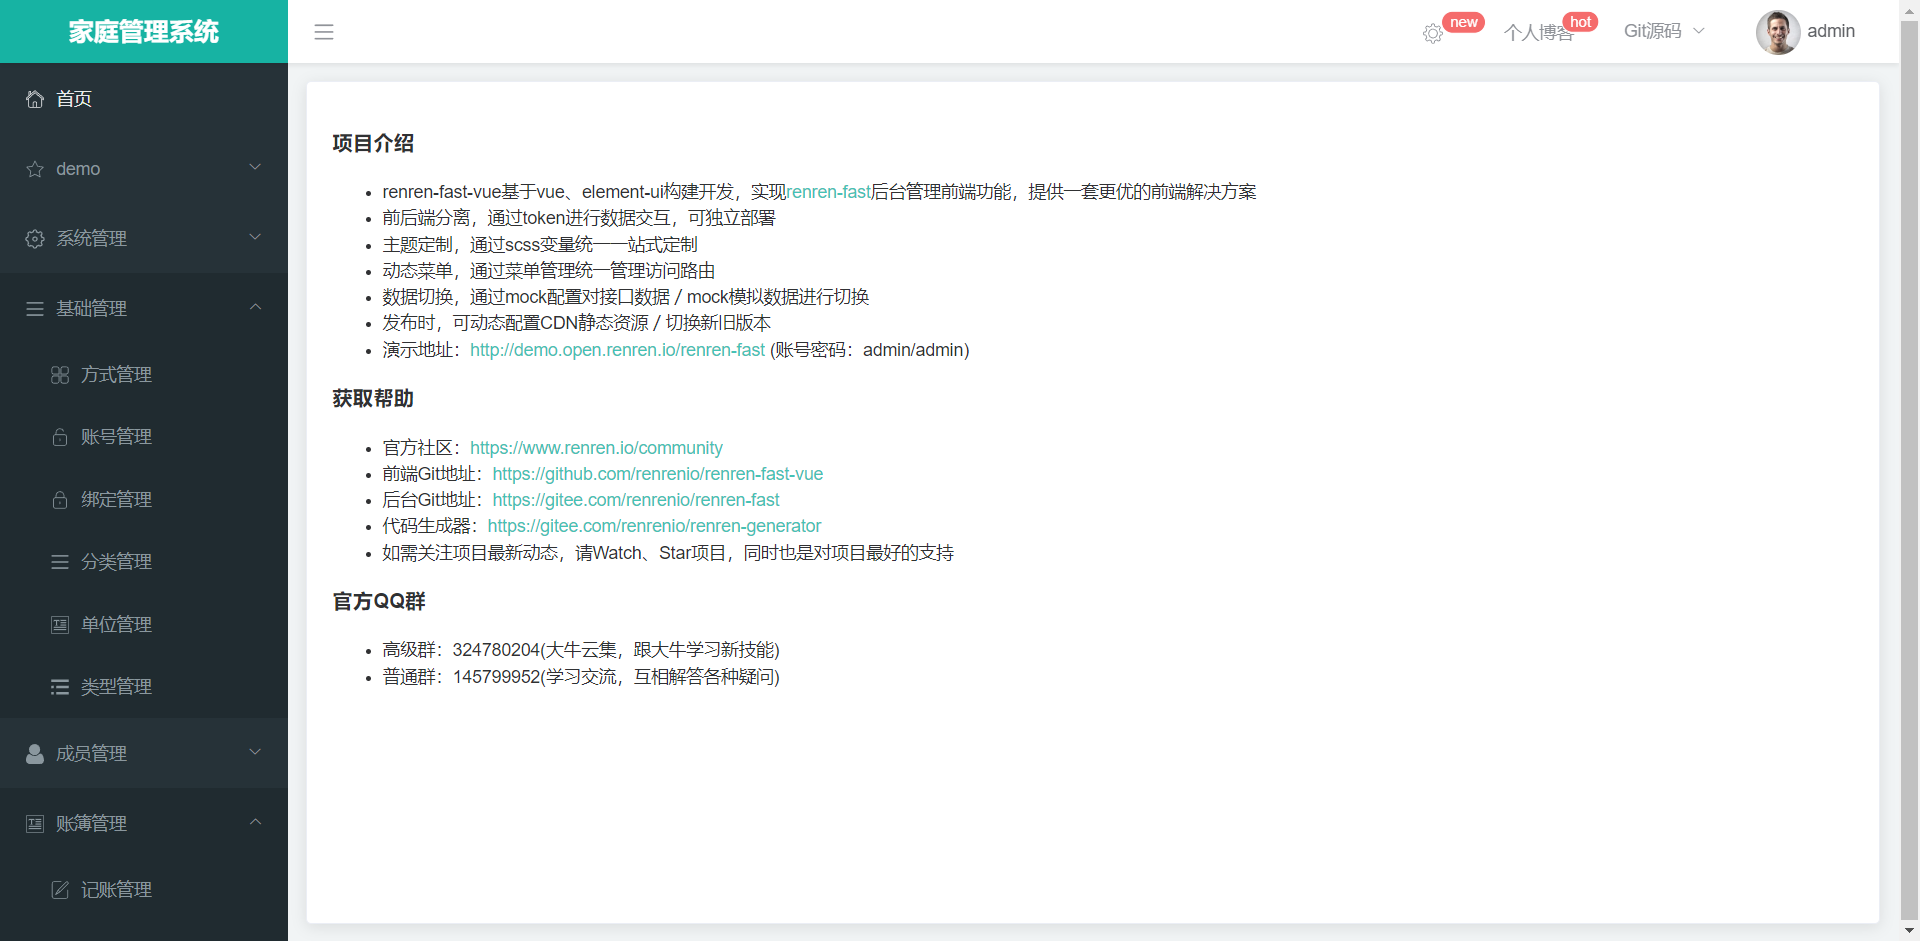 家庭管理系统
new
个人博客
hot
Git源码
admin
首页
demo
系统管理
基础管理
方式管理
账号管理
绑定管理
分类管理
单位管理
类型管理
成员管理
账簿管理
记账管理
项目介绍
renren-fast-vue基于vue、element-ui构建开发，实现renren-fast后台管理前端功能，提供一套更优的前端解决方案
前后端分离，通过token进行数据交互，可独立部署
主题定制，通过scss变量统一一站式定制
动态菜单，通过菜单管理统一管理访问路由
数据切换，通过mock配置对接口数据／mock模拟数据进行切换
发布时，可动态配置CDN静态资源／切换新旧版本
演示地址：http://demo.open.renren.io/renren-fast (账号密码：admin/admin)
获取帮助
官方社区：https://www.renren.io/community
前端Git地址：https://github.com/renrenio/renren-fast-vue
后台Git地址：https://gitee.com/renrenio/renren-fast
代码生成器：https://gitee.com/renrenio/renren-generator
如需关注项目最新动态，请Watch、Star项目，同时也是对项目最好的支持
官方QQ群
高级群：324780204(大牛云集，跟大牛学习新技能)
普通群：145799952(学习交流，互相解答各种疑问)